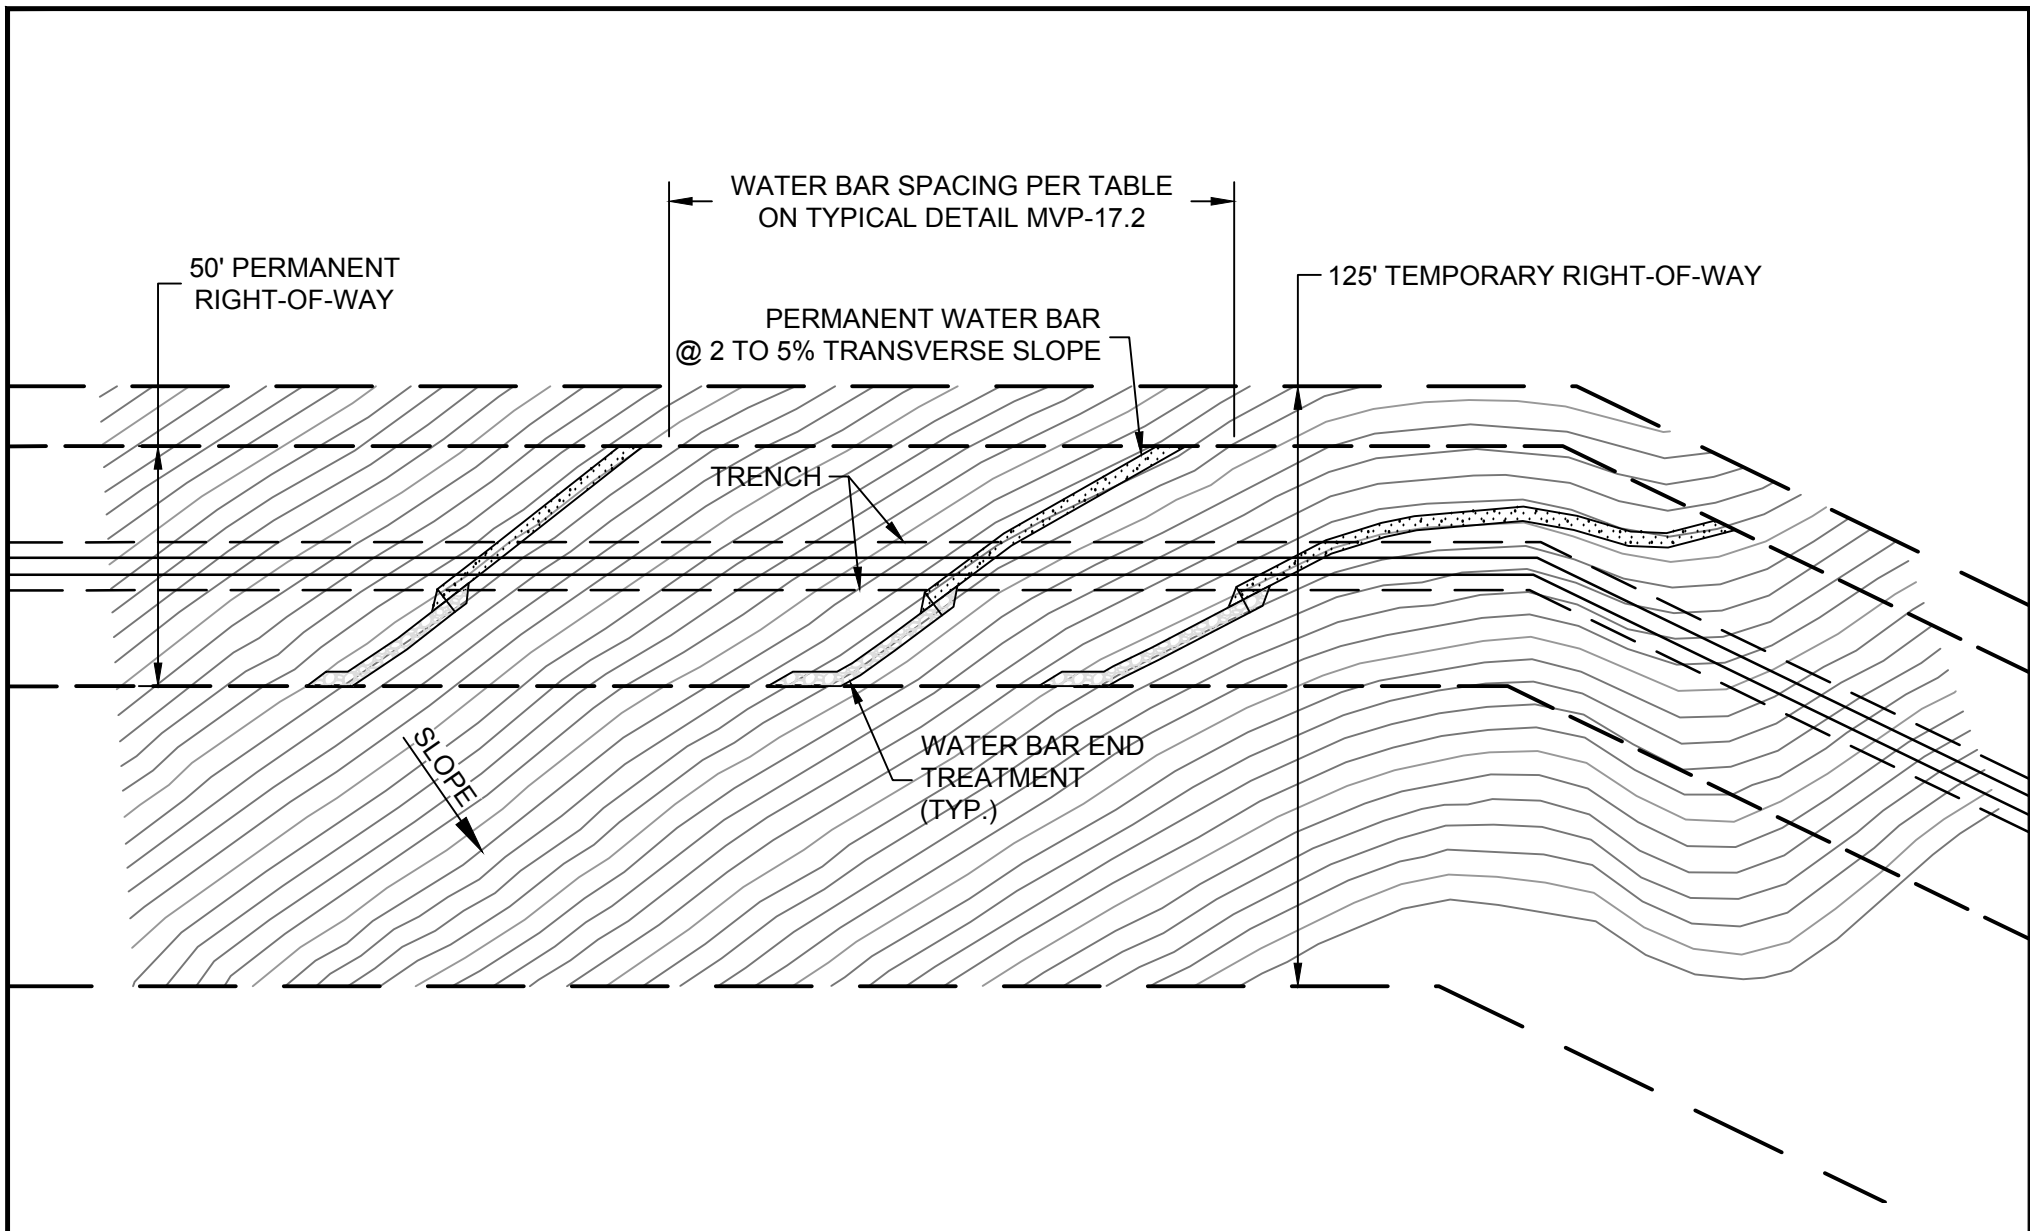 WATER BAR SPACING PER TABLE
ON TYPICAL DETAIL MVP-17.2
50' PERMANENT
RIGHT-OF-WAY
125' TEMPORARY RIGHT-OF-WAY
PERMANENT WATER BAR
@ 2 TO 5% TRANSVERSE SLOPE
TRENCH
SLOPE
WATER BAR END
TREATMENT
(TYP.)